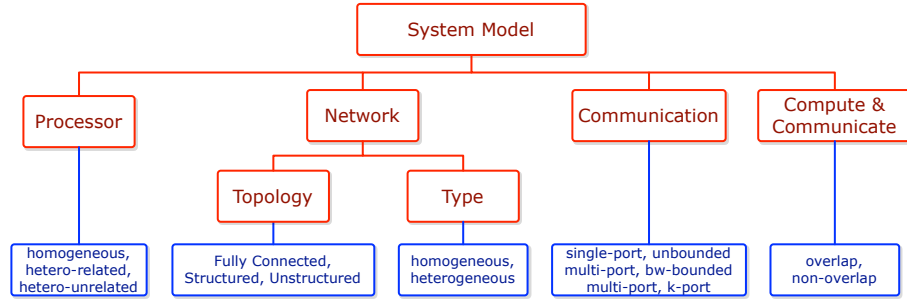 System Model
Processor
Network
Communication
Compute &
Communicate
Topology
Type
homogeneous,
hetero-related,
hetero-unrelated
Fully Connected,
Structured, Unstructured
homogeneous,
heterogeneous
single-port, unbounded
multi-port, bw-bounded
multi-port, k-port
overlap,
non-overlap